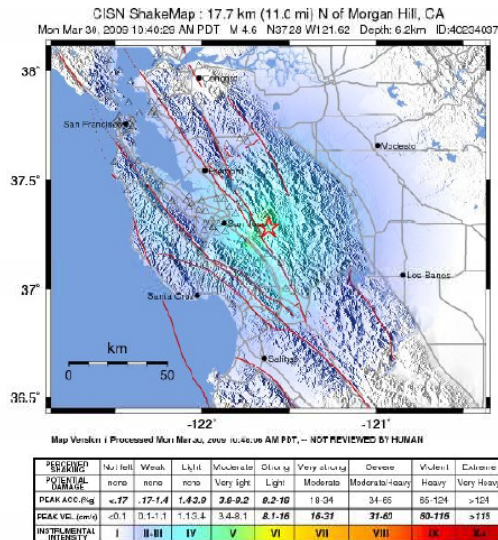 CISN ShakeMap : 17.7 km (11.0 mi) N of Morgan Hill, CA
Mon Mar 30, 2009 10:40:29 AM PDT M 4.6 N37.28 W121.62 Depth: 6.2km ID:40234037
38°
Concord
San Francisco
Modesto
37.5°
Fremont
San
Los Banos
37°
Santa Cruz
km
Salinas
0 50
36.5°
-122° -121°
Map Version Processed Mon Mar 30, 2009 AM PDT, -- NOT REVIEWED BY HUMAN
PERCEIVED SHAKING Not felt Weak Light Moderate Strong Very strong Severe Violent Extreme
POTENTIAL DAMAGE none none none Very light Light Moderate Moderate/Heavy Heavy Very Heavy
PEAK ACC.(%g) <.17 .17-1.4 1.4-3.9 3.9-9.2 9.2-18 18-34 34-65 65-124 >124
PEAK VEL.(cm/s) <0.1 0.1-1.1 1.1-3.4 3.4-8.1 8.1-16 16-31 31-60 60-116 >116
INSTRUMENTAL INTENSITY I II-III IV V VI VII VIII IX X+